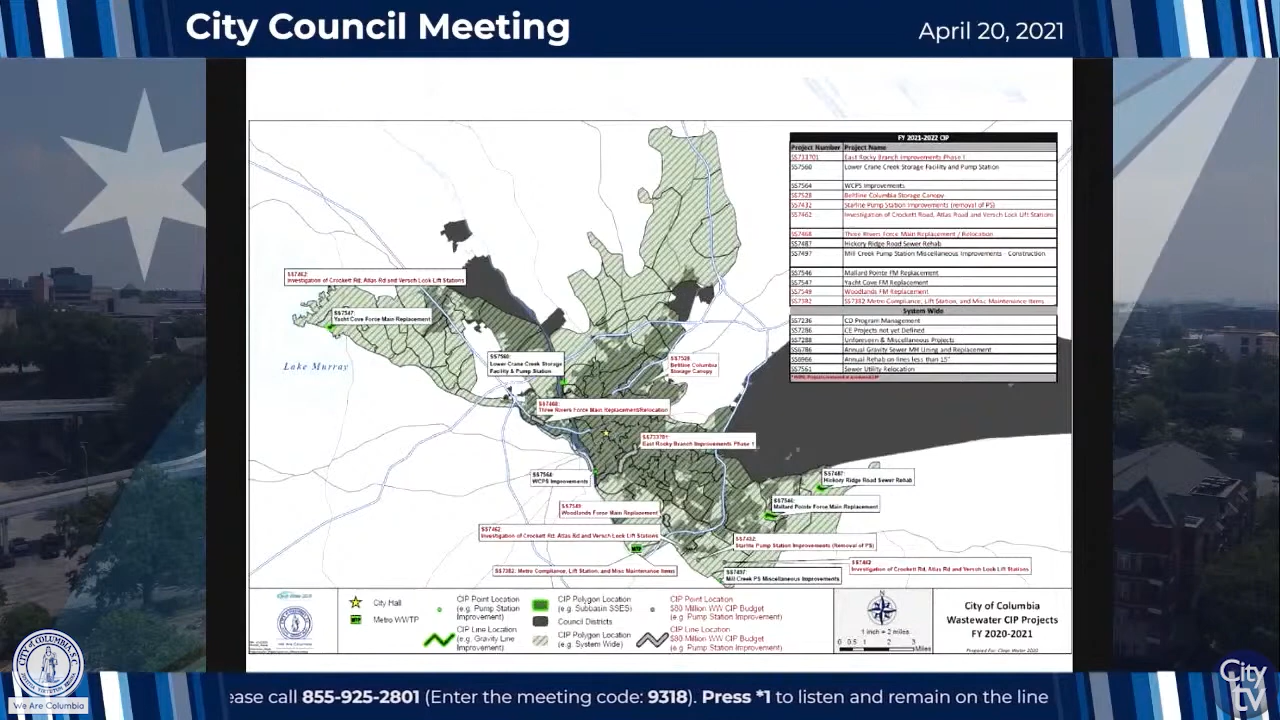 City Council Meeting
April 20, 2021
FY 2021-2022 CIP
Project Number Project Name
SS733701 East Rocky Branch Improvements Phase I
SS7560 Lower Crane Creek Storage Facility and Pump Station
SS7564 WCPS Improvements
SS7528 Beltline Columbia Storage Canopy
SS7432 Starlite Pump Station Improvements (removal of PS)
SS7462 Investigation of Crockett Road, Atlas Road and Versch Lock Lift Stations
SS7468 Three Rivers Force Main Replacement / Relocation
SS7487 Hickory Ridge Road Sewer Rehab
SS7497 Mill Creek Pump Station Miscellaneous Improvements - Construction
SS7546 Mallard Pointe FM Replacement
SS7547 Yacht Cove FM Replacement
SS7549 Woodlands FM Replacement
SS7382 SS7382 Metro Compliance, Lift Station, and Misc Maintenance Items
System Wide
SS7236 CD Program Management
SS7286 CE Projects not yet Defined
SS7288 Unforeseen & Miscellaneous Projects
SS6786 Annual Gravity Sewer MH Lining and Replacement
SS6966 Annual Rehab on lines less than 15"
SS7561 Sewer Utility Relocation
SS7462:
Investigation of Crockett Rd, Atlas Rd and Versch Lock Lift Stations
SS7547:
Yacht Cove Force Main Replacement
Lake Murray
SS7560:
Lower Crane Creek Storage
Facility & Pump Station
SS7528
Beltline Columbia
Storage Canopy
SS7468:
Three Rivers Force Main Replacement/Relocation
SS733701:
East Rocky Branch Improvements Phase 1
SS7564:
WCPS Improvements
SS7487:
Hickory Ridge Road Sewer Rehab
SS7546:
Mallard Pointe Force Main Replacement
SS7549:
Woodlands Force Main Replacement
SS7462
Investigation of Crockett Rd, Atlas Rd and Versch Lock Lift Stations
SS7432:
Starlite Pump Station Improvements (Removal of PS)
SS7382: Metro Compliance, Lift Station, and Misc Maintenance Items
SS7497:
Mill Creek PS Miscellaneous Improvements
SS7462
Investigation of Crockett Rd, Atlas Rd and Versch Lock Lift Stations
City Hall
Metro WWTP
CIP Point Location
(e.g. Pump Station
Improvement)
CIP Line Location
(e.g. Gravity Line
Improvement)
CIP Polygon Location
(e.g. Subbasin SSES)
Council Districts
CIP Polygon Location
(e.g. System Wide)
CIP Point Location
$80 Million WW CIP Budget
(e.g. Pump Station Improvement)
CIP Line Location
$80 Million WW CIP Budget
(e.g. Pump Station Improvement)
N
1 inch = 2 miles
0 0.5 1 2 3
Miles
City of Columbia
Wastewater CIP Projects
FY 2020-2021
Prepared For: Clean Water 2020
We Are Columbia
ease call 855-925-2801 (Enter the meeting code: 9318). Press *1 to listen and remain on the line
City
tv